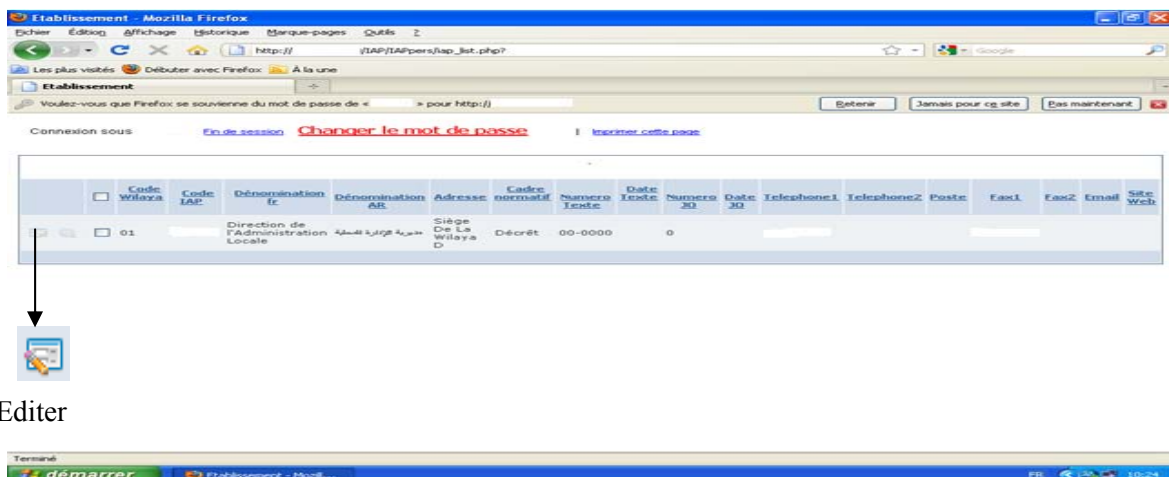 Etablissement - Mozilla Firefox
Fichier Édition Affichage Historique Marque-pages Outils ?
http:// /IAP/IAPpers/iap_list.php? Google
Les plus visités Débuter avec Firefox À la une
Etablissement
Voulez-vous que Firefox se souvienne du mot de passe de « » pour http:// Retenir Jamais pour ce site Pas maintenant
Connexion sous Fin de session Changer le mot de passe | Imprimer cette page
Code Wilaya Code IAP Dénomination fr Dénomination AR Adresse Cadre normatif Numero Texte Date Texte Numero JO Date JO Telephone1 Telephone2 Poste Fax1 Fax2 Email Site Web
01 Direction de l'Administration Locale مديرية الإدارة المحلية Siège De La Wilaya D Décrêt 00-0000 0
Editer
Terminé
démarrer Etablissement - Mozil... FR 10:24